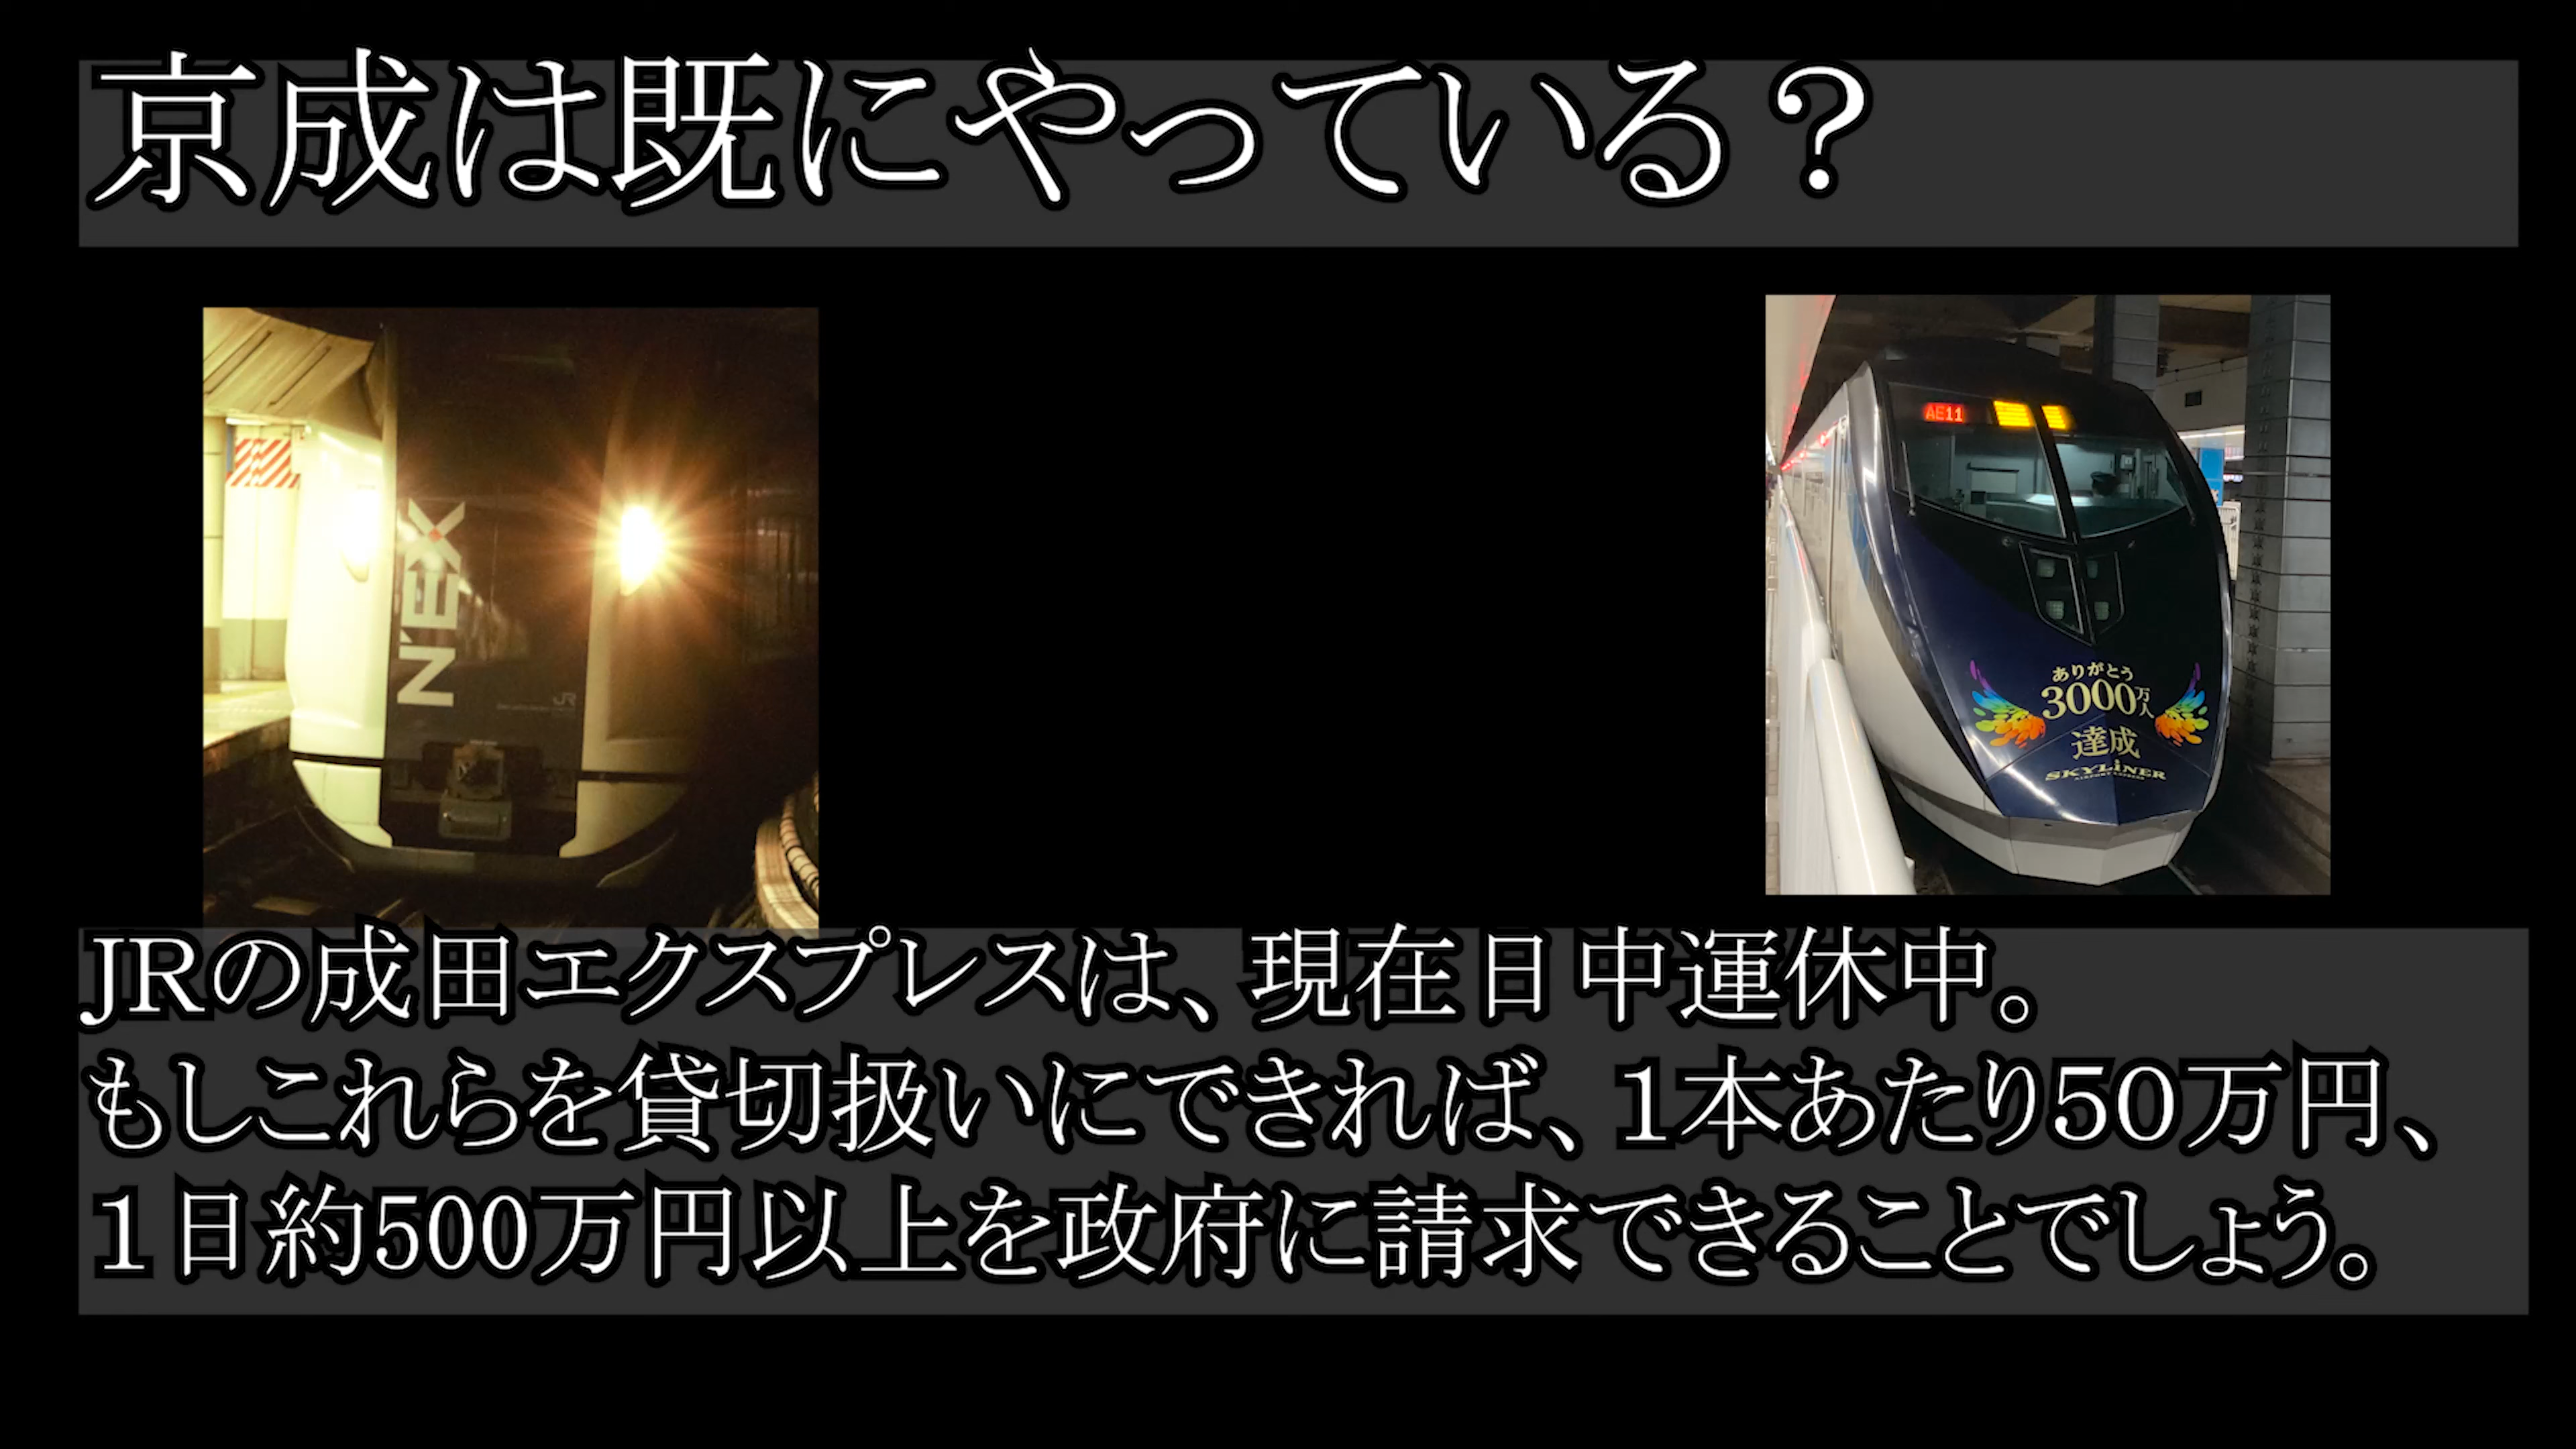 京成は既にやっている？
N'EX
JR
AE11
ありがとう
3000万人
達成
SKYLINER
JRの成田エクスプレスは、現在日中運休中。
もしこれらを貸切扱いにできれば、１本あたり５０万円、
１日約500万円以上を政府に請求できることでしょう。